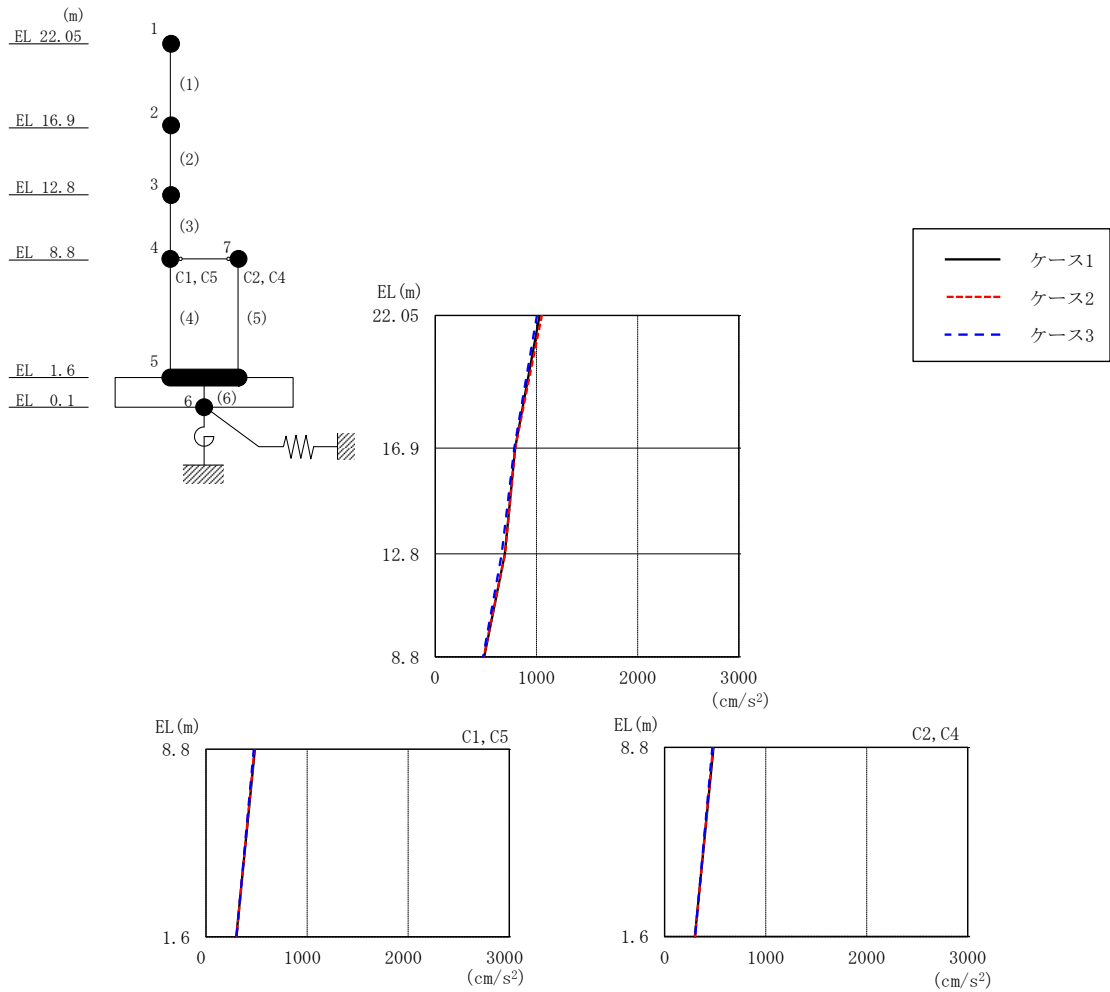 (m)
EL 22.05
1
(1)
EL 16.9
2
(2)
EL 12.8
3
(3)
EL 8.8
4
7
C1,C5
C2,C4
(4)
(5)
EL 1.6
5
EL 0.1
6
(6)
ケース1
ケース2
ケース3
EL(m)
22.05
16.9
12.8
8.8
0 1000 2000 3000
(cm/s²)
EL(m)
C1,C5
8.8
1.6
0 1000 2000 3000
(cm/s²)
EL(m)
C2,C4
8.8
1.6
0 1000 2000 3000
(cm/s²)